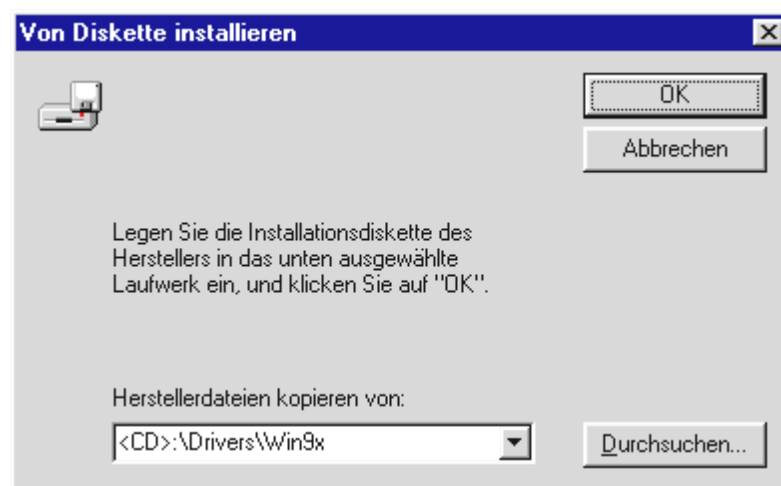 Von Diskette installieren
OK
Abbrechen
Legen Sie die Installationsdiskette des
Herstellers in das unten ausgewählte
Laufwerk ein, und klicken Sie auf "OK".
Herstellerdateien kopieren von:
<CD>:\Drivers\Win9x
Durchsuchen...